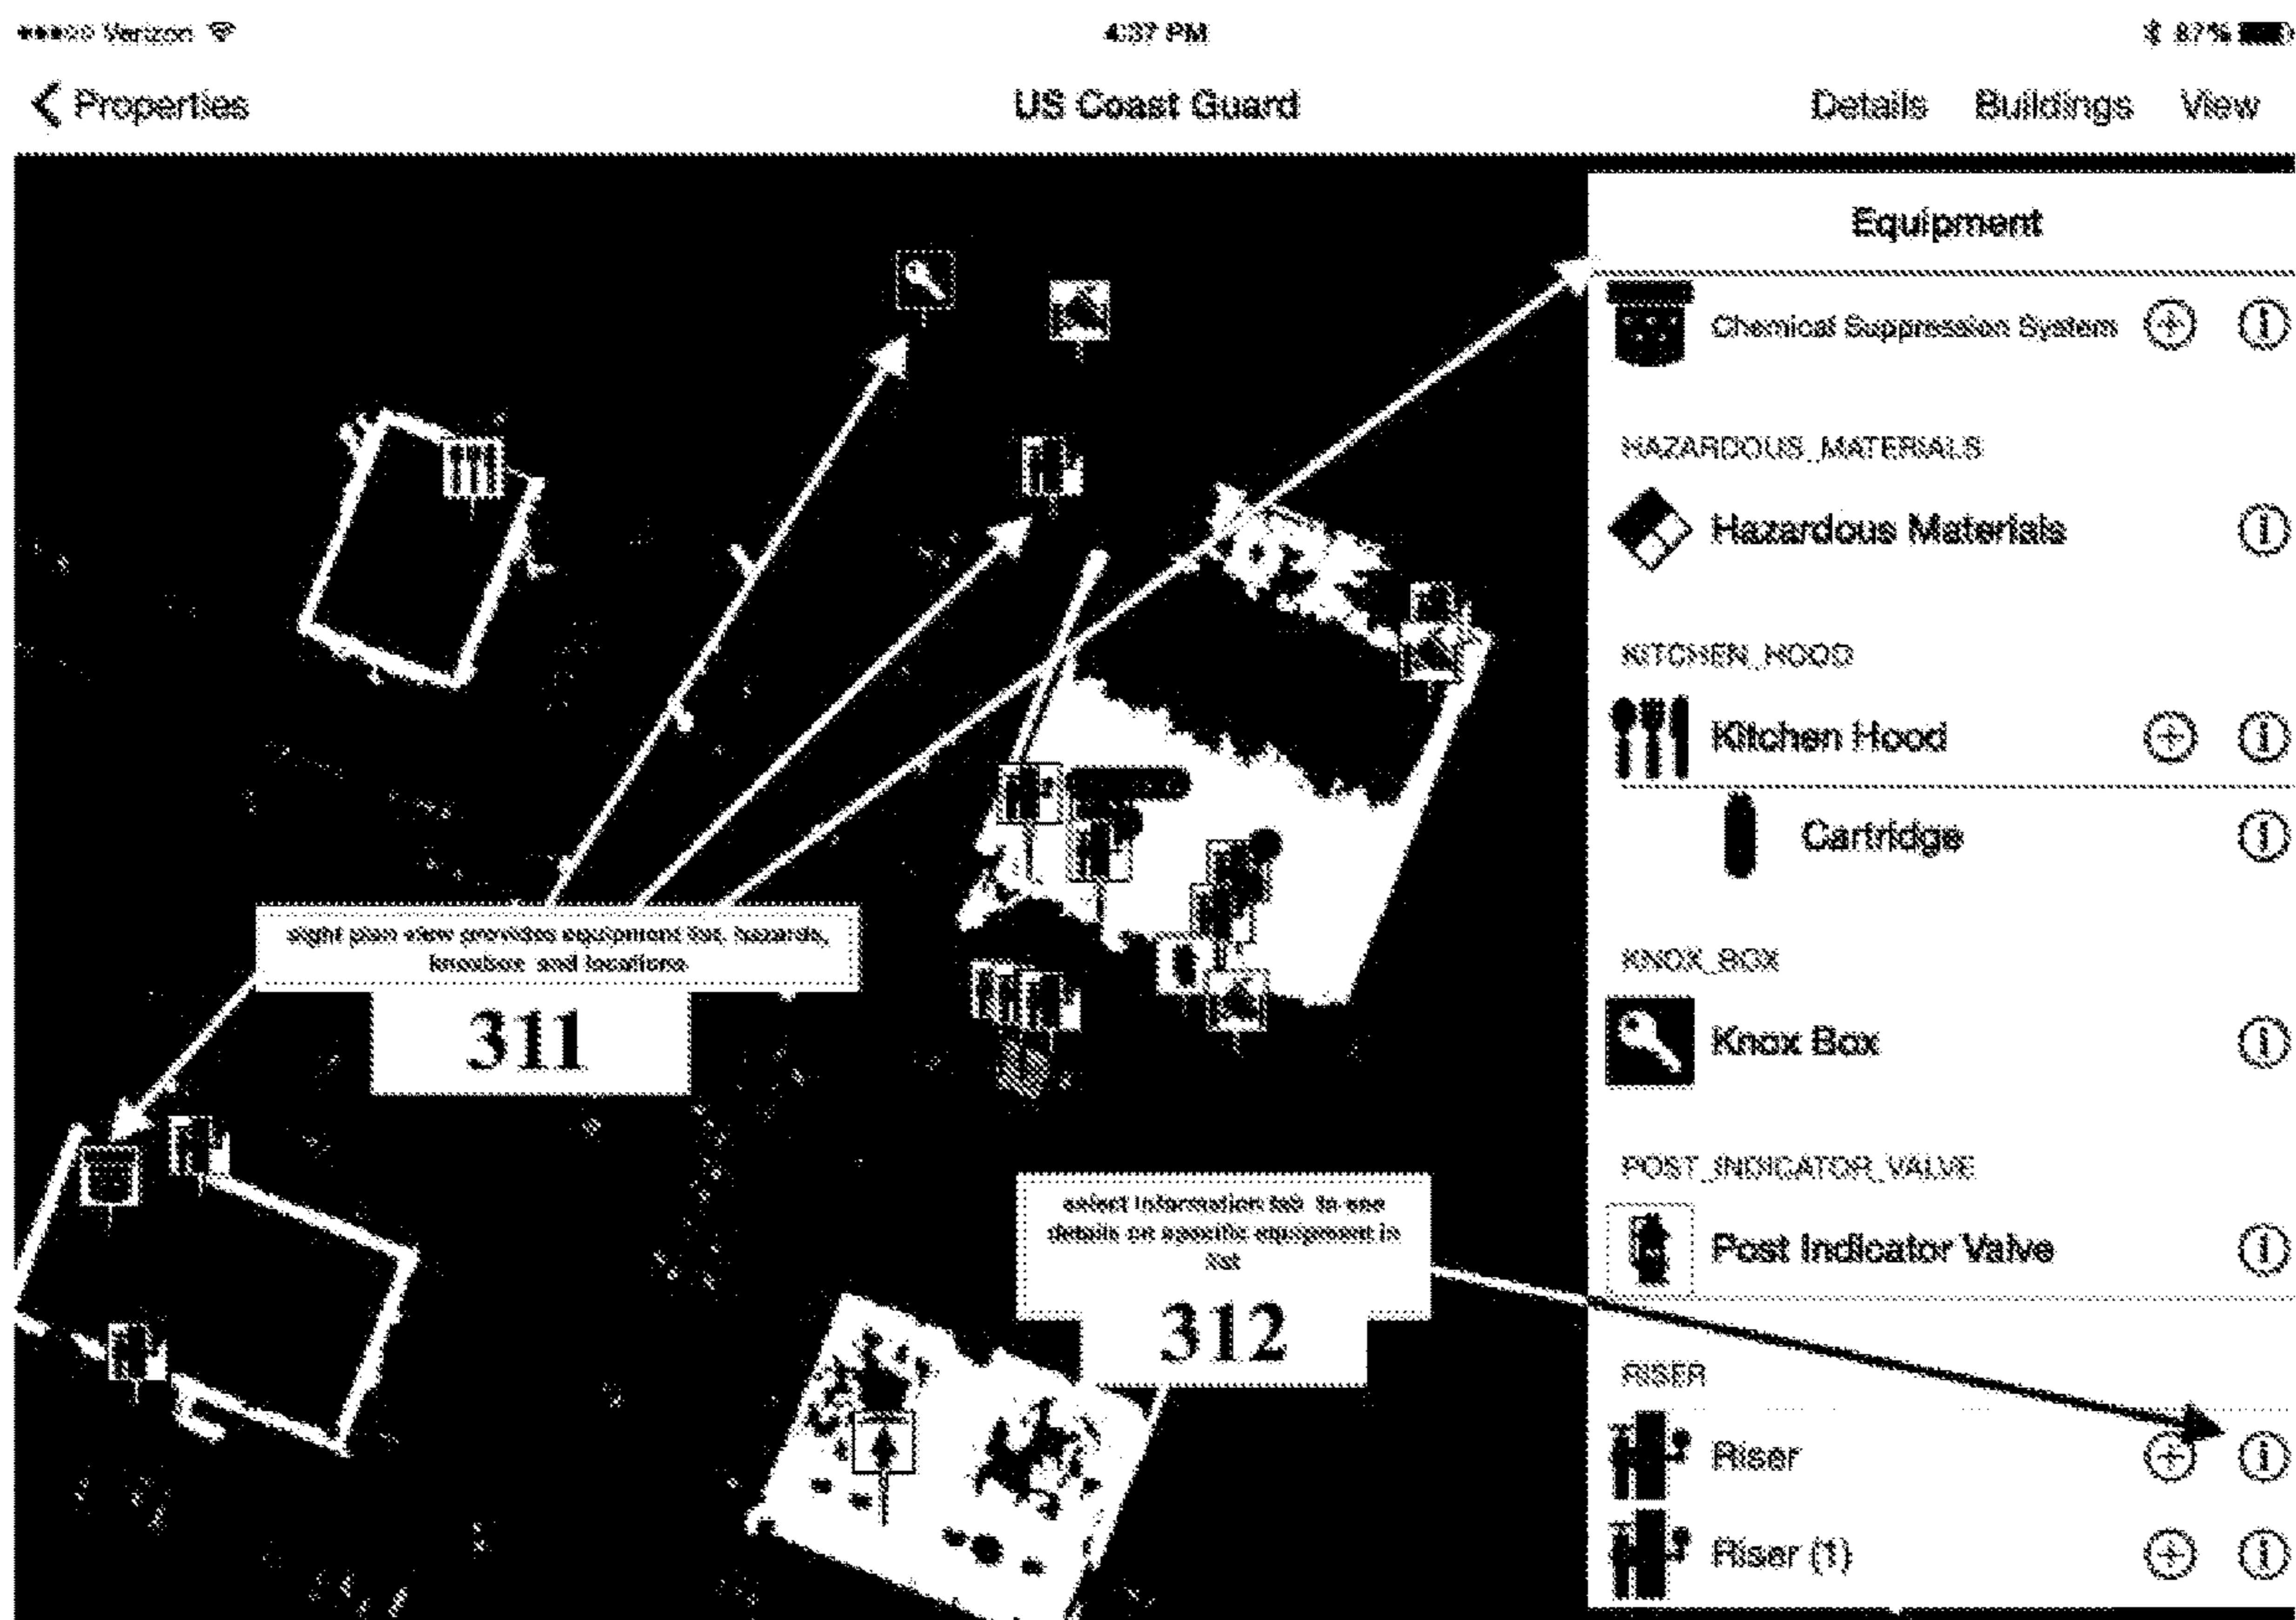 Verizon
4:37 PM
87%
Properties
US Coast Guard
Details Buildings View
Equipment
Chemical Suppression System
HAZARDOUS_MATERIALS
Hazardous Materials
KITCHEN_HOOD
Kitchen Hood
Cartridge
sight plan view provides equipment list, hazards,
knoxbox and locations
311
KNOX_BOX
Knox Box
POST_INDICATOR_VALVE
Post Indicator Valve
select information tab to see
details on specific equipment in
list
312
RISER
Riser
Riser (1)